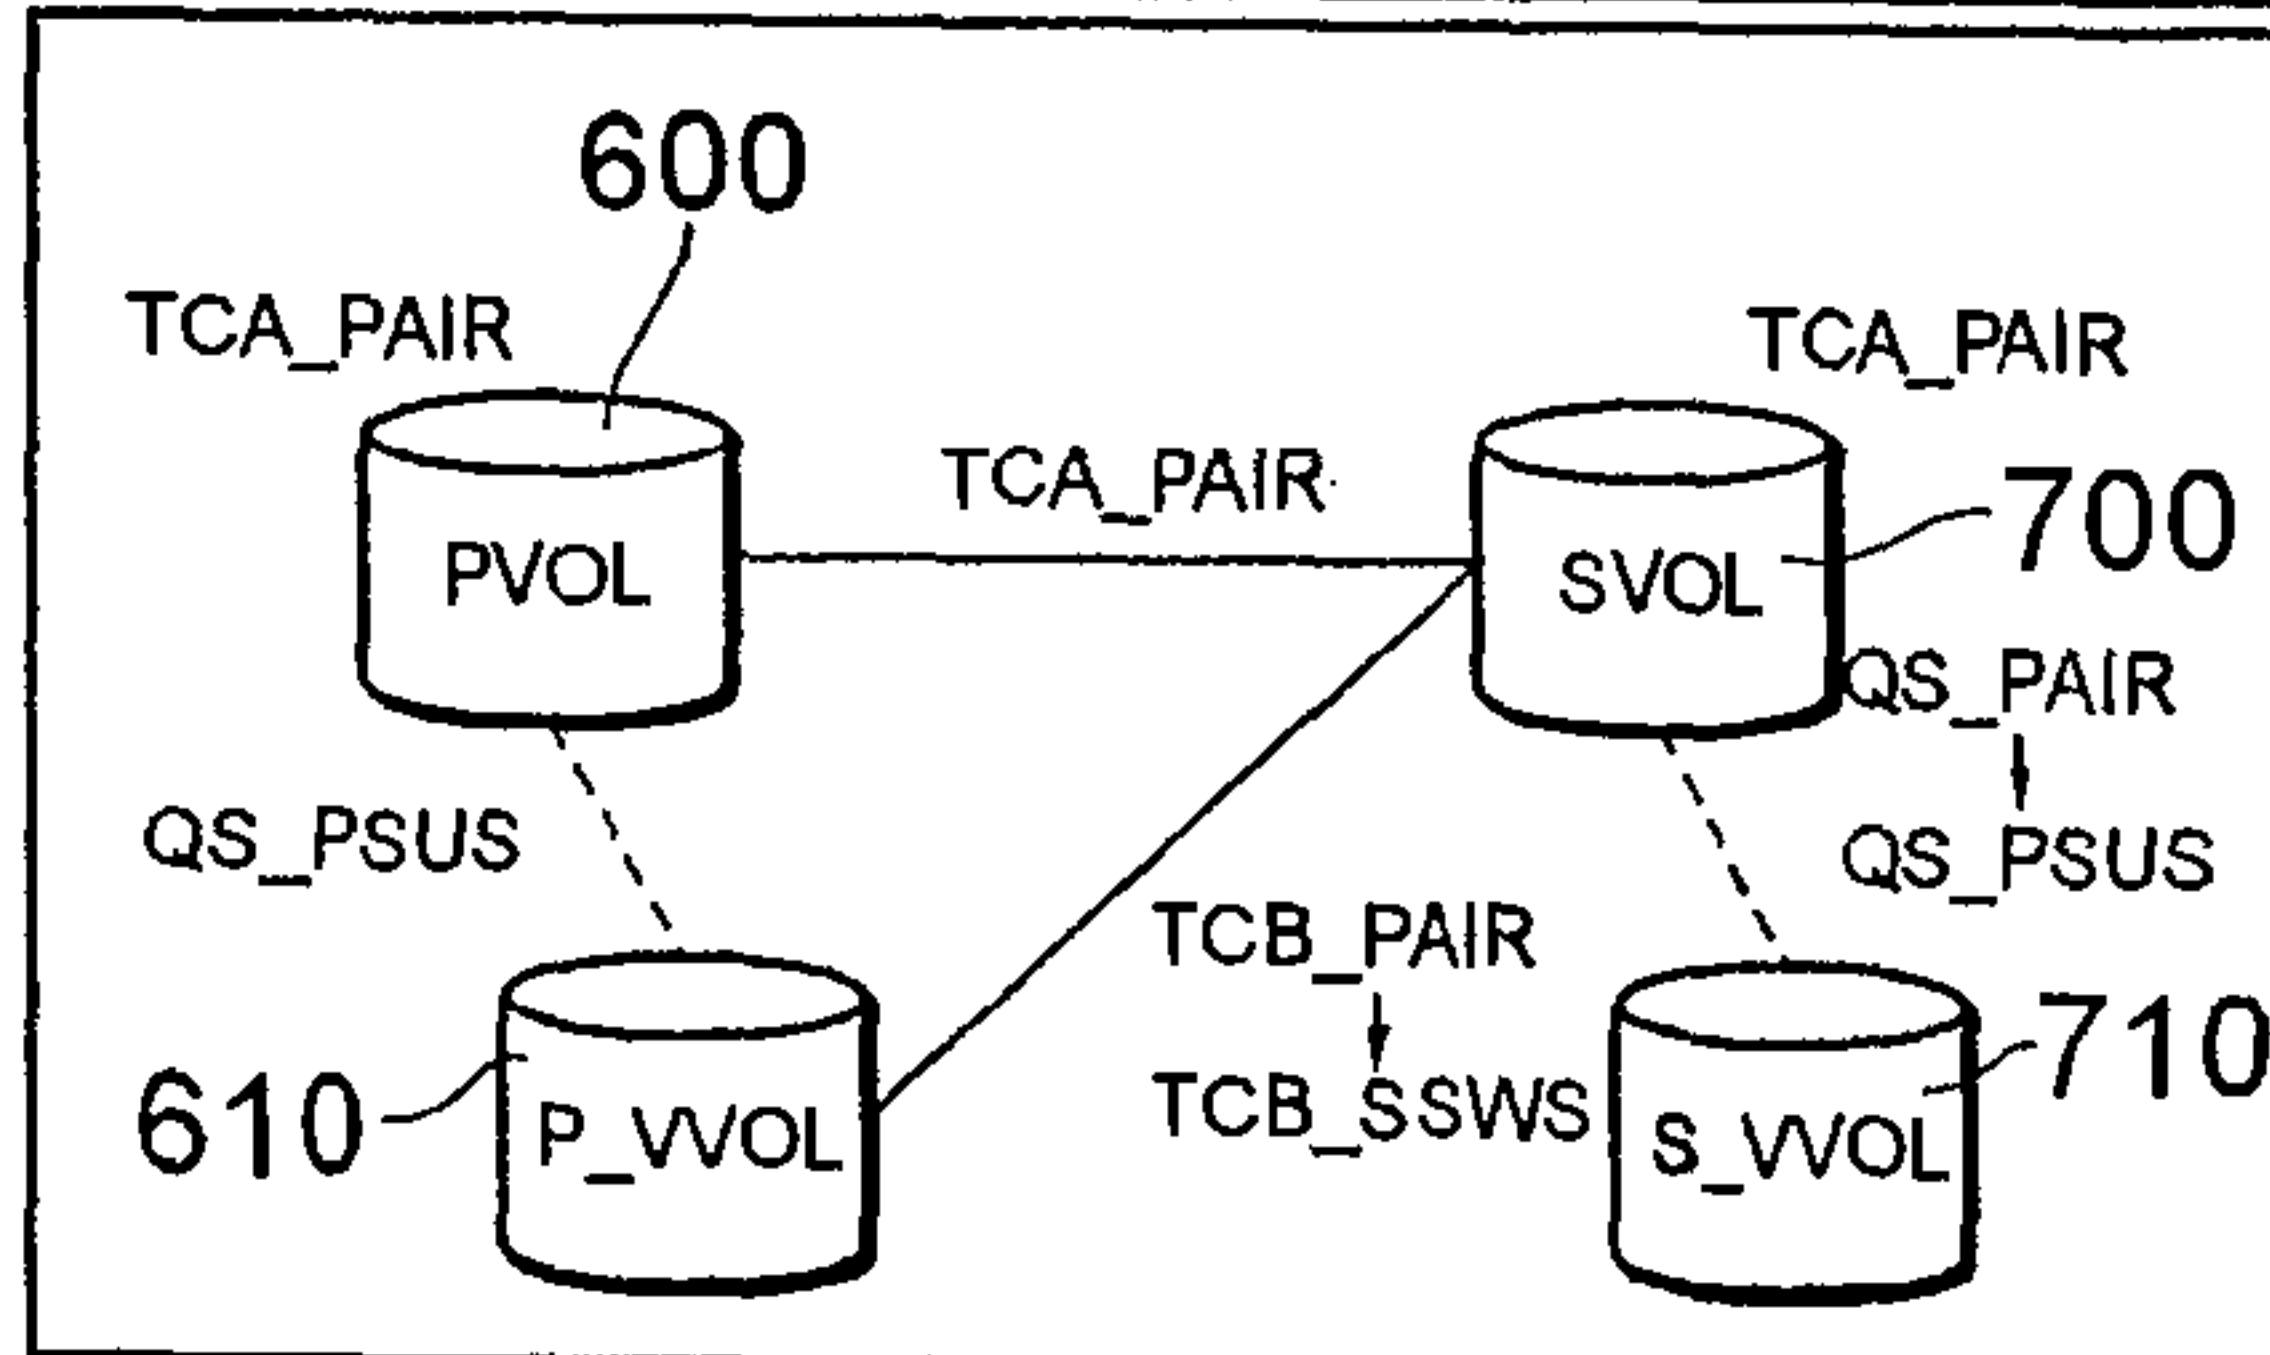 600
TCA_PAIR
TCA_PAIR
TCA_PAIR
700
PVOL
SVOL
QS_PAIR
QS_PSUS
QS_PSUS
TCB_PAIR
710
610
TCB_SSWS
P_VVOL
S_VVOL